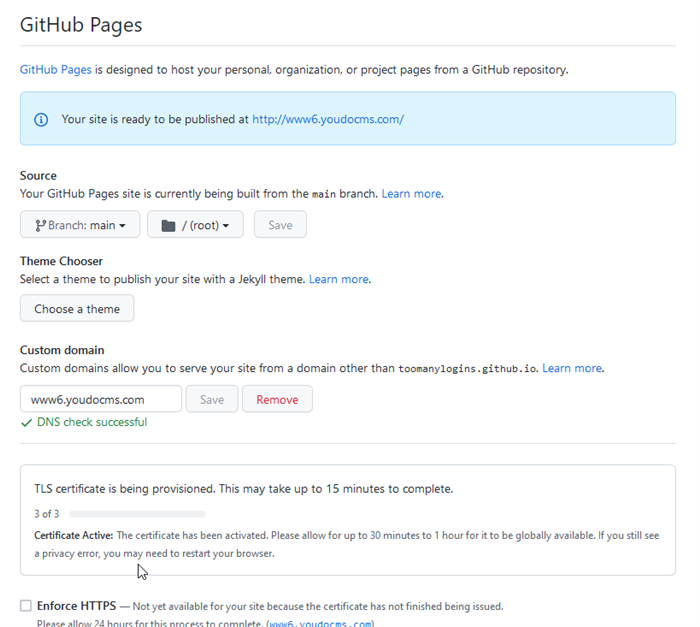 GitHub Pages
GitHub Pages is designed to host your personal, organization, or project pages from a GitHub repository.
Your site is ready to be published at http://www6.youdocms.com/
Source
Your GitHub Pages site is currently being built from the main branch. Learn more.
Branch: main / (root) Save
Theme Chooser
Select a theme to publish your site with a Jekyll theme. Learn more.
Choose a theme
Custom domain
Custom domains allow you to serve your site from a domain other than toomanylogins.github.io. Learn more.
www6.youdocms.com Save Remove
DNS check successful
TLS certificate is being provisioned. This may take up to 15 minutes to complete.
3 of 3
Certificate Active: The certificate has been activated. Please allow for up to 30 minutes to 1 hour for it to be globally available. If you still see
a privacy error, you may need to restart your browser.
Enforce HTTPS — Not yet available for your site because the certificate has not finished being issued.
Please allow 24 hours for this process to complete. (www6.youdocms.com)